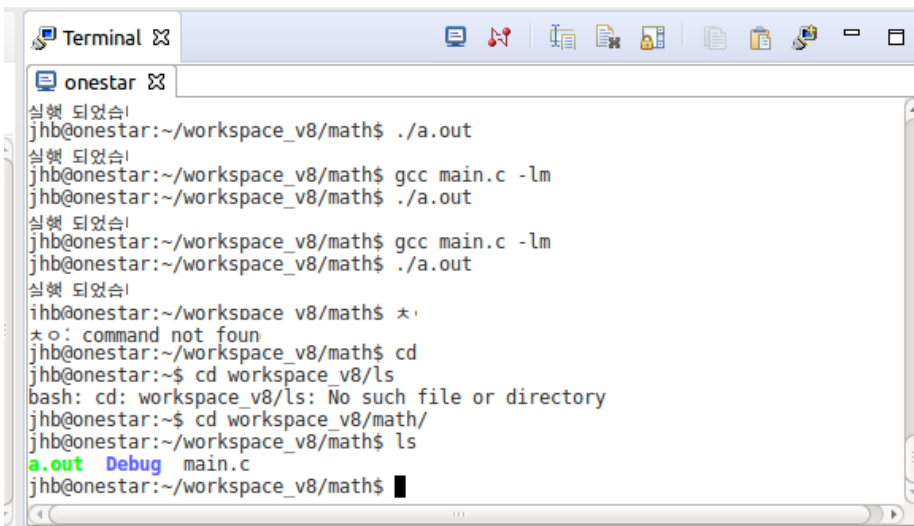 Terminal
onestar
실행 되었습
jhb@onestar:~/workspace_v8/math$ ./a.out
실행 되었습
jhb@onestar:~/workspace_v8/math$ gcc main.c -lm
jhb@onestar:~/workspace_v8/math$ ./a.out
실행 되었습
jhb@onestar:~/workspace_v8/math$ gcc main.c -lm
jhb@onestar:~/workspace_v8/math$ ./a.out
실행 되었습
jhb@onestar:~/workspace_v8/math$ ㅊ
ㅊㅇ: command not foun
jhb@onestar:~/workspace_v8/math$ cd
jhb@onestar:~$ cd workspace_v8/ls
bash: cd: workspace_v8/ls: No such file or directory
jhb@onestar:~$ cd workspace_v8/math/
jhb@onestar:~/workspace_v8/math$ ls
a.out Debug main.c
jhb@onestar:~/workspace_v8/math$